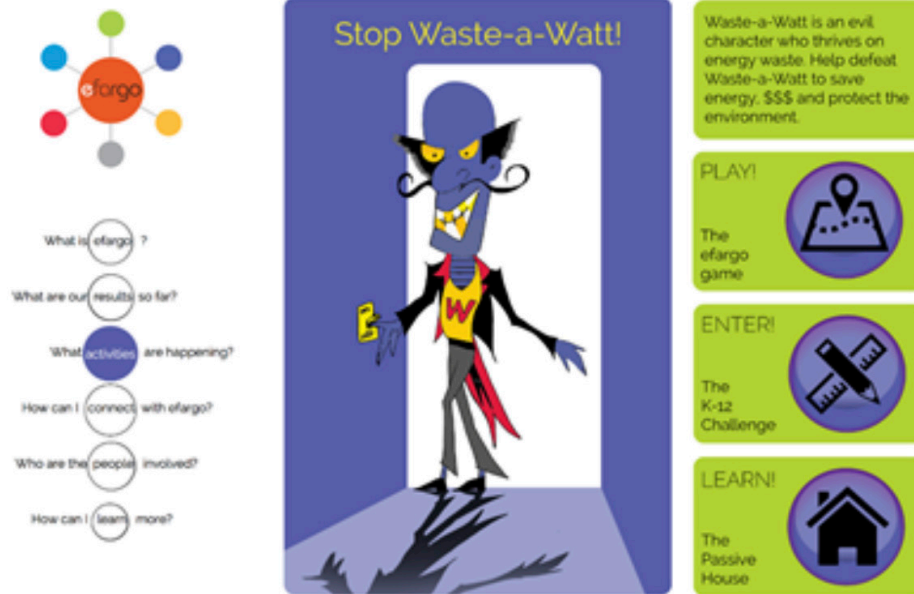 efargo
What is efargo ?
What are our results so far?
What activities are happening?
How can I connect with efargo?
Who are the people involved?
How can I learn more?
Stop Waste-a-Watt!
W
Waste-a-Watt is an evil
character who thrives on
energy waste. Help defeat
Waste-a-Watt to save
energy, $$$ and protect the
environment.
PLAY!
The
efargo
game
ENTER!
The
K-12
Challenge
LEARN!
The
Passive
House